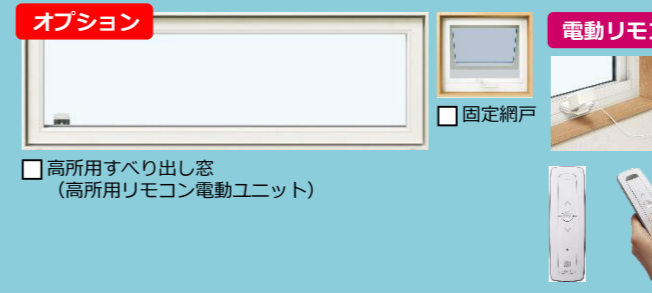 オプション
電動リモ
□固定網戸
□高所用すべり出し窓
（高所用リモコン電動ユニット）